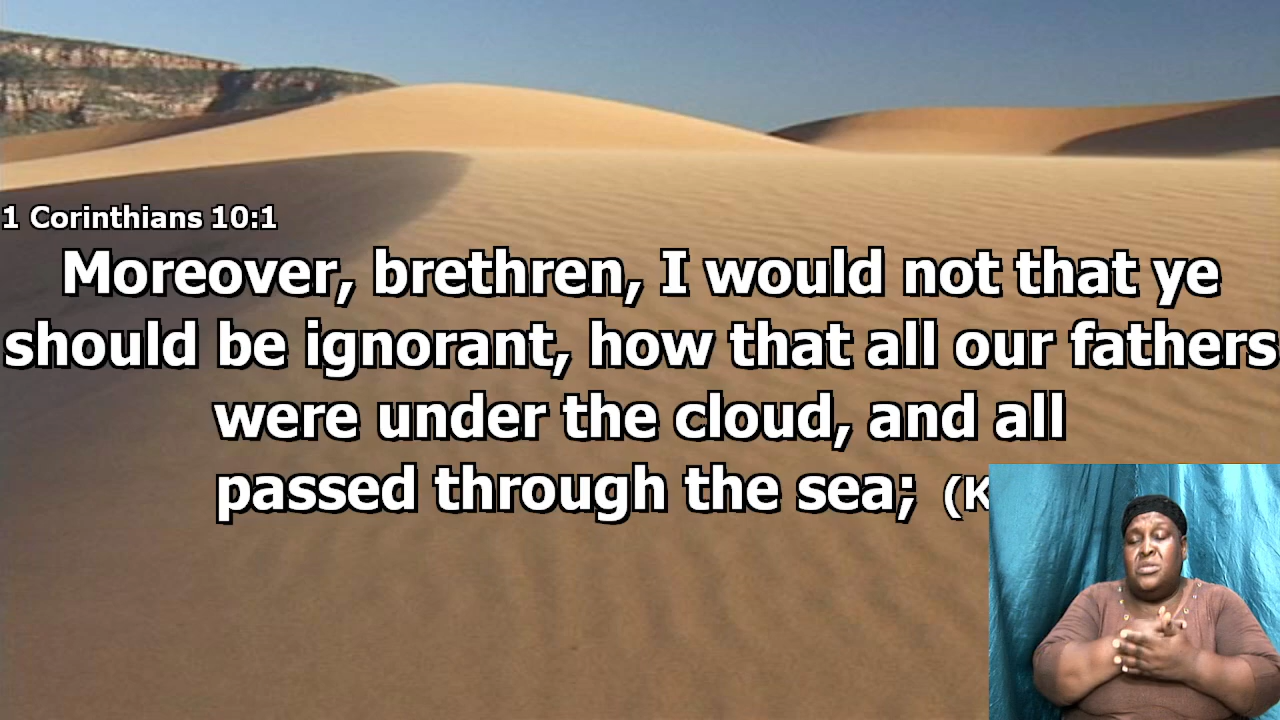 1 Corinthians 10:1
Moreover, brethren, I would not that ye
should be ignorant, how that all our fathers
were under the cloud, and all
passed through the sea; (K